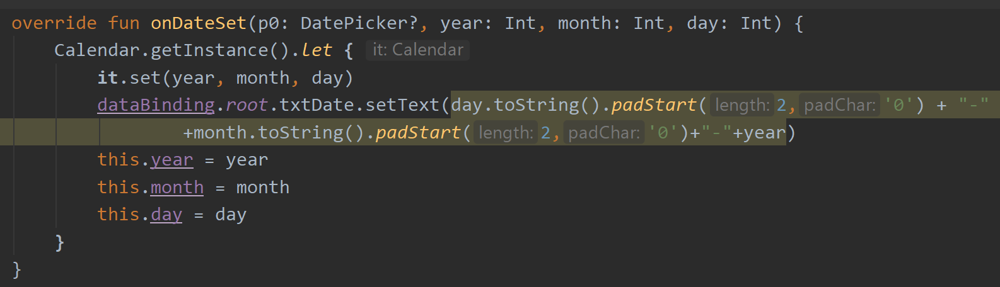 override fun onDateSet(p0: DatePicker?, year: Int, month: Int, day: Int) {
Calendar.getInstance().let { it: Calendar
it.set(year, month, day)
dataBinding.root.txtDate.setText(day.toString().padStart( length: 2, padChar: '0') + "-"
+month.toString().padStart( length: 2, padChar: '0')+"-"+year)
this.year = year
this.month = month
this.day = day
}
}